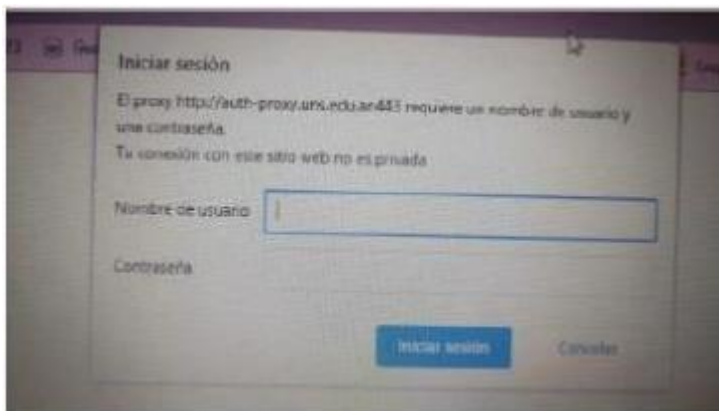 Iniciar sesión
El proxy http://auth-proxy.uns.edu.ar:443 requiere un nombre de usuario y
una contraseña.
Tu conexión con este sitio web no es privada
Nombre de usuario
Contraseña
Iniciar sesión
Cancelar